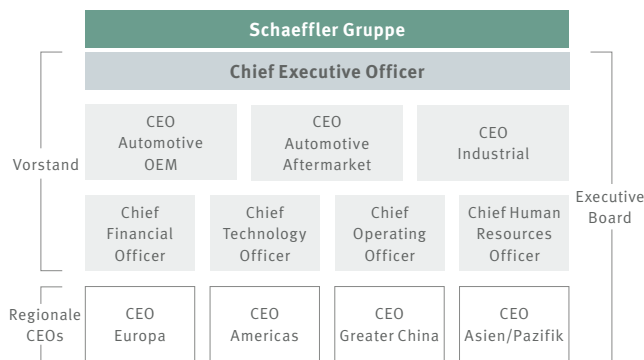 Schaeffler Gruppe
Chief Executive Officer
Vorstand
CEO
Automotive
OEM
CEO
Automotive
Aftermarket
CEO
Industrial
Chief
Financial
Officer
Chief
Technology
Officer
Chief
Operating
Officer
Chief Human
Resources
Officer
Executive
Board
Regionale
CEOs
CEO
Europa
CEO
Americas
CEO
Greater China
CEO
Asien/Pazifik